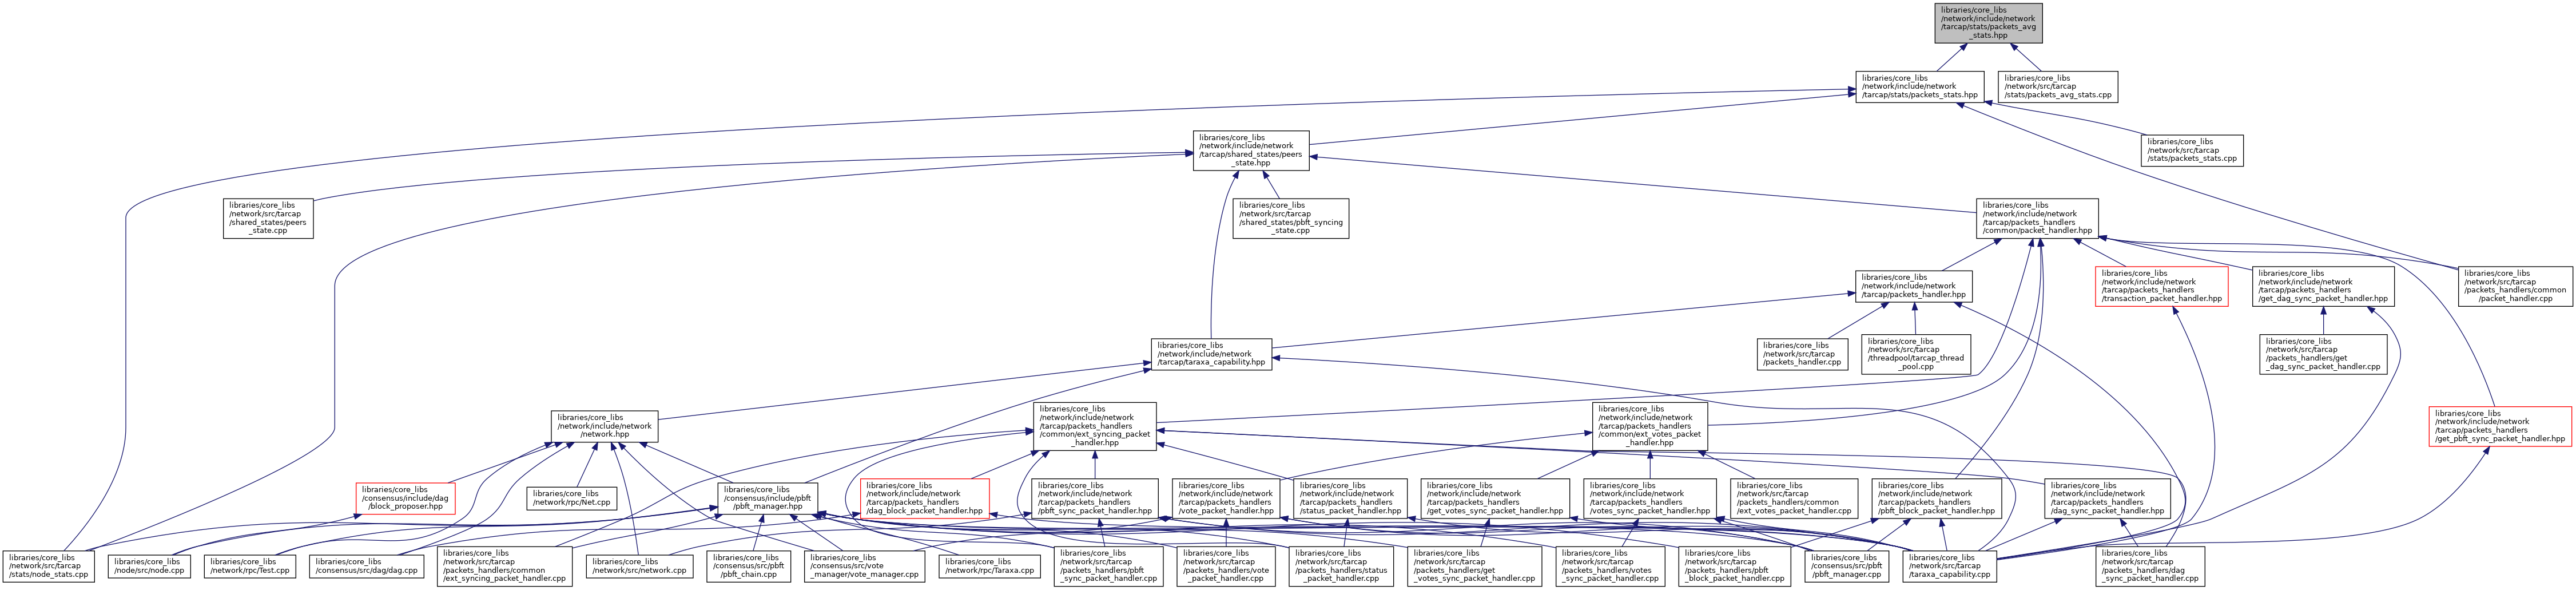 libraries/core_libs
/network/include/network
/tarcap/stats/packets_avg
_stats.hpp
libraries/core_libs
/network/include/network
/tarcap/stats/packets_stats.hpp
libraries/core_libs
/network/src/tarcap
/stats/packets_avg_stats.cpp
libraries/core_libs
/network/include/network
/tarcap/shared_states/peers
_state.hpp
libraries/core_libs
/network/src/tarcap
/stats/packets_stats.cpp
libraries/core_libs
/network/src/tarcap
/shared_states/peers
_state.cpp
libraries/core_libs
/network/src/tarcap
/shared_states/pbft_syncing
_state.cpp
libraries/core_libs
/network/include/network
/tarcap/packets_handlers
/common/packet_handler.hpp
libraries/core_libs
/network/include/network
/tarcap/packets_handler.hpp
libraries/core_libs
/network/include/network
/tarcap/packets_handlers
/transaction_packet_handler.hpp
libraries/core_libs
/network/include/network
/tarcap/packets_handlers
/get_dag_sync_packet_handler.hpp
libraries/core_libs
/network/src/tarcap
/packets_handlers/common
/packet_handler.cpp
libraries/core_libs
/network/include/network
/tarcap/taraxa_capability.hpp
libraries/core_libs
/network/src/tarcap
/packets_handler.cpp
libraries/core_libs
/network/src/tarcap
/threadpool/tarcap_thread
_pool.cpp
libraries/core_libs
/network/src/tarcap
/packets_handlers/get
_dag_sync_packet_handler.cpp
libraries/core_libs
/network/include/network
/network.hpp
libraries/core_libs
/network/include/network
/tarcap/packets_handlers
/common/ext_syncing_packet
_handler.hpp
libraries/core_libs
/network/include/network
/tarcap/packets_handlers
/common/ext_votes_packet
_handler.hpp
libraries/core_libs
/network/include/network
/tarcap/packets_handlers
/get_pbft_sync_packet_handler.hpp
libraries/core_libs
/consensus/include/dag
/block_proposer.hpp
libraries/core_libs
/network/rpc/Net.cpp
libraries/core_libs
/consensus/include/pbft
/pbft_manager.hpp
libraries/core_libs
/network/include/network
/tarcap/packets_handlers
/dag_block_packet_handler.hpp
libraries/core_libs
/network/include/network
/tarcap/packets_handlers
/pbft_sync_packet_handler.hpp
libraries/core_libs
/network/include/network
/tarcap/packets_handlers
/vote_packet_handler.hpp
libraries/core_libs
/network/include/network
/tarcap/packets_handlers
/status_packet_handler.hpp
libraries/core_libs
/network/include/network
/tarcap/packets_handlers
/get_votes_sync_packet_handler.hpp
libraries/core_libs
/network/include/network
/tarcap/packets_handlers
/votes_sync_packet_handler.hpp
libraries/core_libs
/network/src/tarcap
/packets_handlers/common
/ext_votes_packet_handler.cpp
libraries/core_libs
/network/include/network
/tarcap/packets_handlers
/pbft_block_packet_handler.hpp
libraries/core_libs
/network/include/network
/tarcap/packets_handlers
/dag_sync_packet_handler.hpp
libraries/core_libs
/network/src/tarcap
/stats/node_stats.cpp
libraries/core_libs
/node/src/node.cpp
libraries/core_libs
/network/rpc/Test.cpp
libraries/core_libs
/consensus/src/dag/dag.cpp
libraries/core_libs
/network/src/tarcap
/packets_handlers/common
/ext_syncing_packet_handler.cpp
libraries/core_libs
/network/src/network.cpp
libraries/core_libs
/consensus/src/pbft
/pbft_chain.cpp
libraries/core_libs
/consensus/src/vote
_manager/vote_manager.cpp
libraries/core_libs
/network/rpc/Taraxa.cpp
libraries/core_libs
/network/src/tarcap
/packets_handlers/pbft
_sync_packet_handler.cpp
libraries/core_libs
/network/src/tarcap
/packets_handlers/vote
_packet_handler.cpp
libraries/core_libs
/network/src/tarcap
/packets_handlers/status
_packet_handler.cpp
libraries/core_libs
/network/src/tarcap
/packets_handlers/get
_votes_sync_packet_handler.cpp
libraries/core_libs
/network/src/tarcap
/packets_handlers/votes
_sync_packet_handler.cpp
libraries/core_libs
/network/src/tarcap
/packets_handlers/pbft
_block_packet_handler.cpp
libraries/core_libs
/consensus/src/pbft
/pbft_manager.cpp
libraries/core_libs
/network/src/tarcap
/taraxa_capability.cpp
libraries/core_libs
/network/src/tarcap
/packets_handlers/dag
_sync_packet_handler.cpp